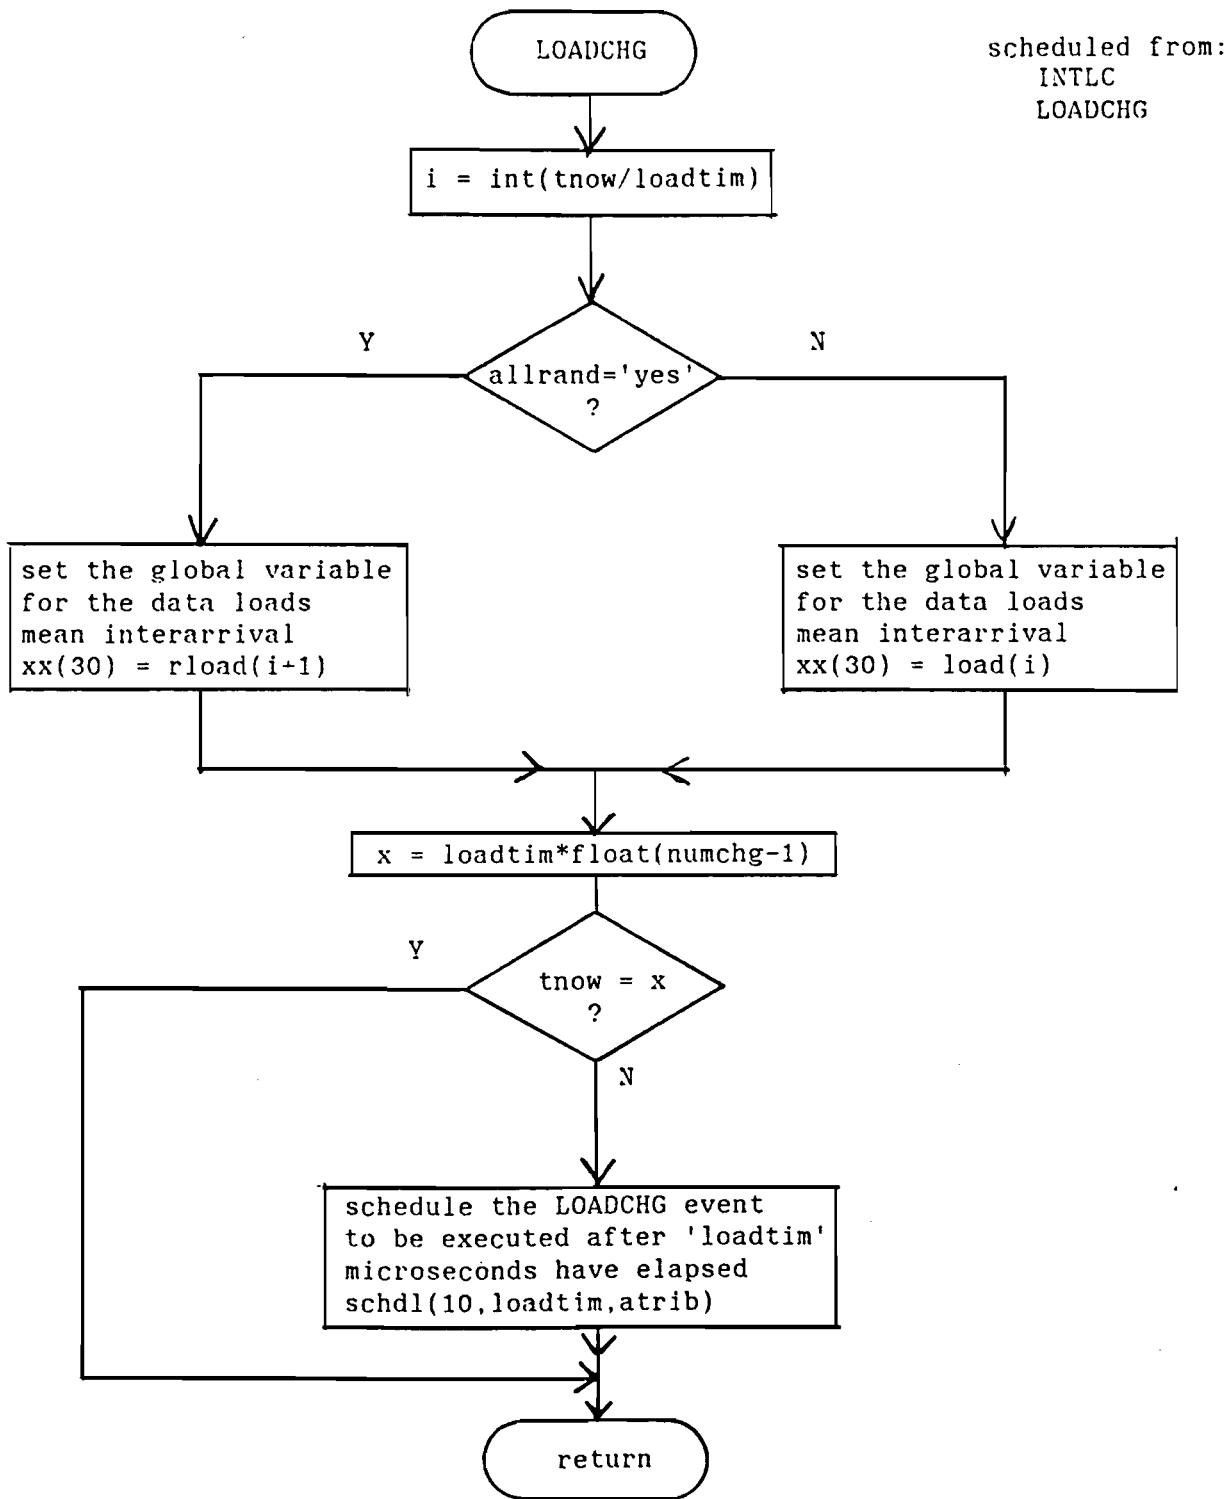 LOADCHG
scheduled from:
INTLC
LOADCHG
i = int(tnow/loadtim)
Y
N
allrand='yes'
?
set the global variable
for the data loads
mean interarrival
xx(30) = rload(i+1)
set the global variable
for the data loads
mean interarrival
xx(30) = load(i)
x = loadtim*float(numchg-1)
Y
tnow = x
?
N
schedule the LOADCHG event
to be executed after 'loadtim'
microseconds have elapsed
schdl(10,loadtim,atrib)
return